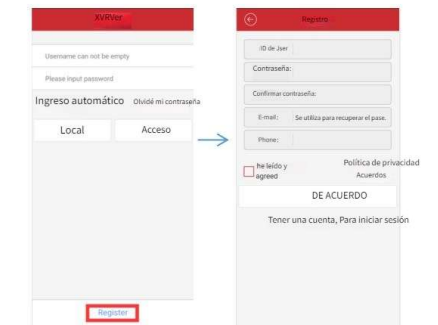 XVRVer
Username can not be empty
Please input password
Ingreso automático Olvidé mi contraseña
Local Acceso
Register
Registro
ID de Jser
Contraseña:
Confirmar contraseña:
E-mail: Se utiliza para recuperar el pase.
Phone:
he leído y Política de privacidad
agreed Acuerdos
DE ACUERDO
Tener una cuenta, Para iniciar sesión